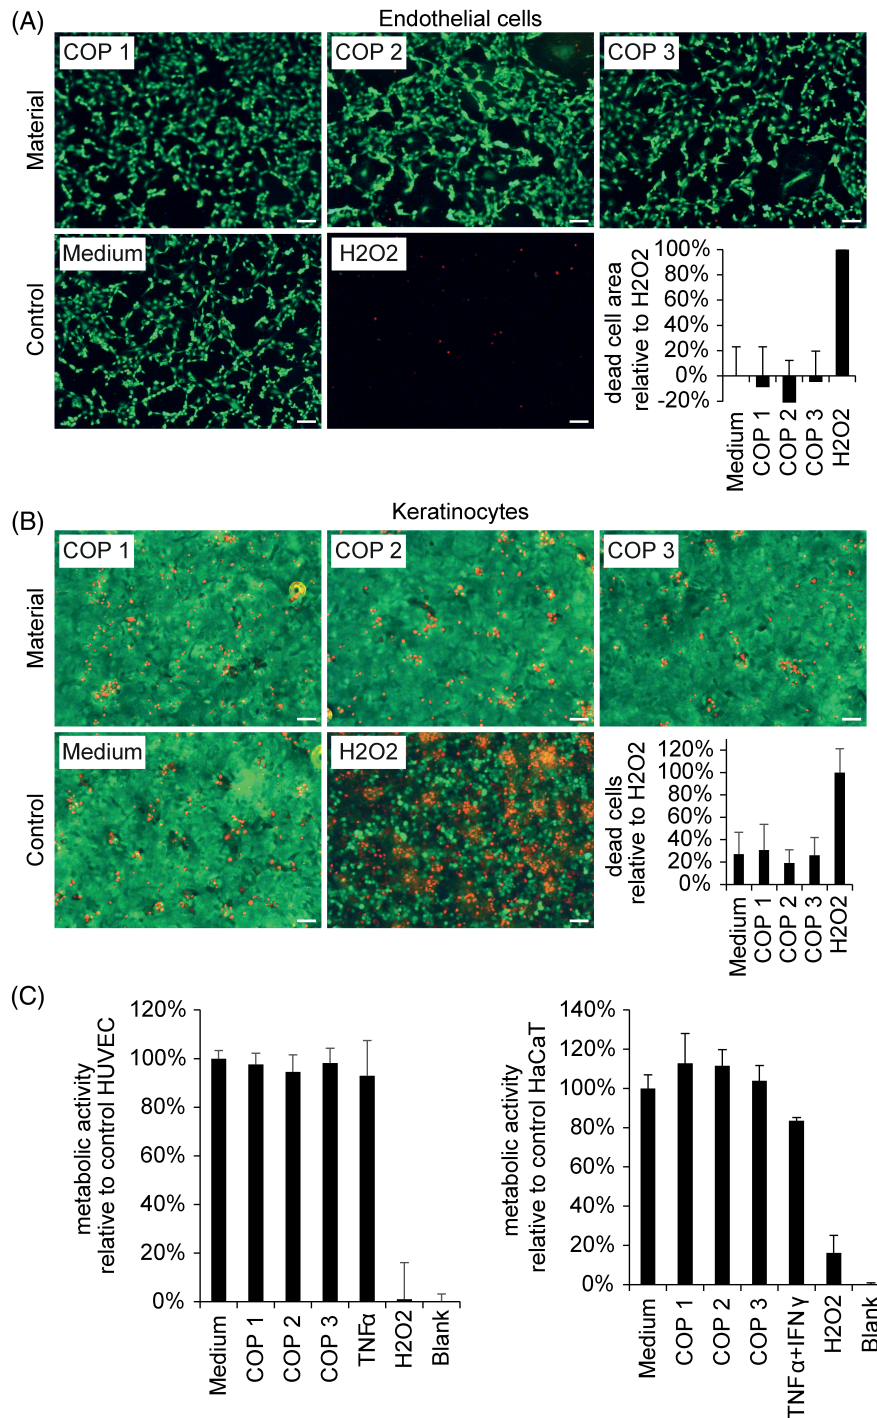 (A)
Endothelial cells
Material
COP 1
COP 2
COP 3
Control
Medium
H2O2
dead cell area
relative to H2O2
100%
80%
60%
40%
20%
0%
-20%
Medium
COP 1
COP 2
COP 3
H2O2
(B)
Keratinocytes
Material
COP 1
COP 2
COP 3
Control
Medium
H2O2
dead cells
relative to H2O2
120%
100%
80%
60%
40%
20%
0%
Medium
COP 1
COP 2
COP 3
H2O2
(C)
metabolic activity
relative to control HUVEC
120%
100%
80%
60%
40%
20%
0%
Medium
COP 1
COP 2
COP 3
TNFα
H2O2
Blank
metabolic activity
relative to control HaCaT
140%
120%
100%
80%
60%
40%
20%
0%
Medium
COP 1
COP 2
COP 3
TNFα+IFNγ
H2O2
Blank